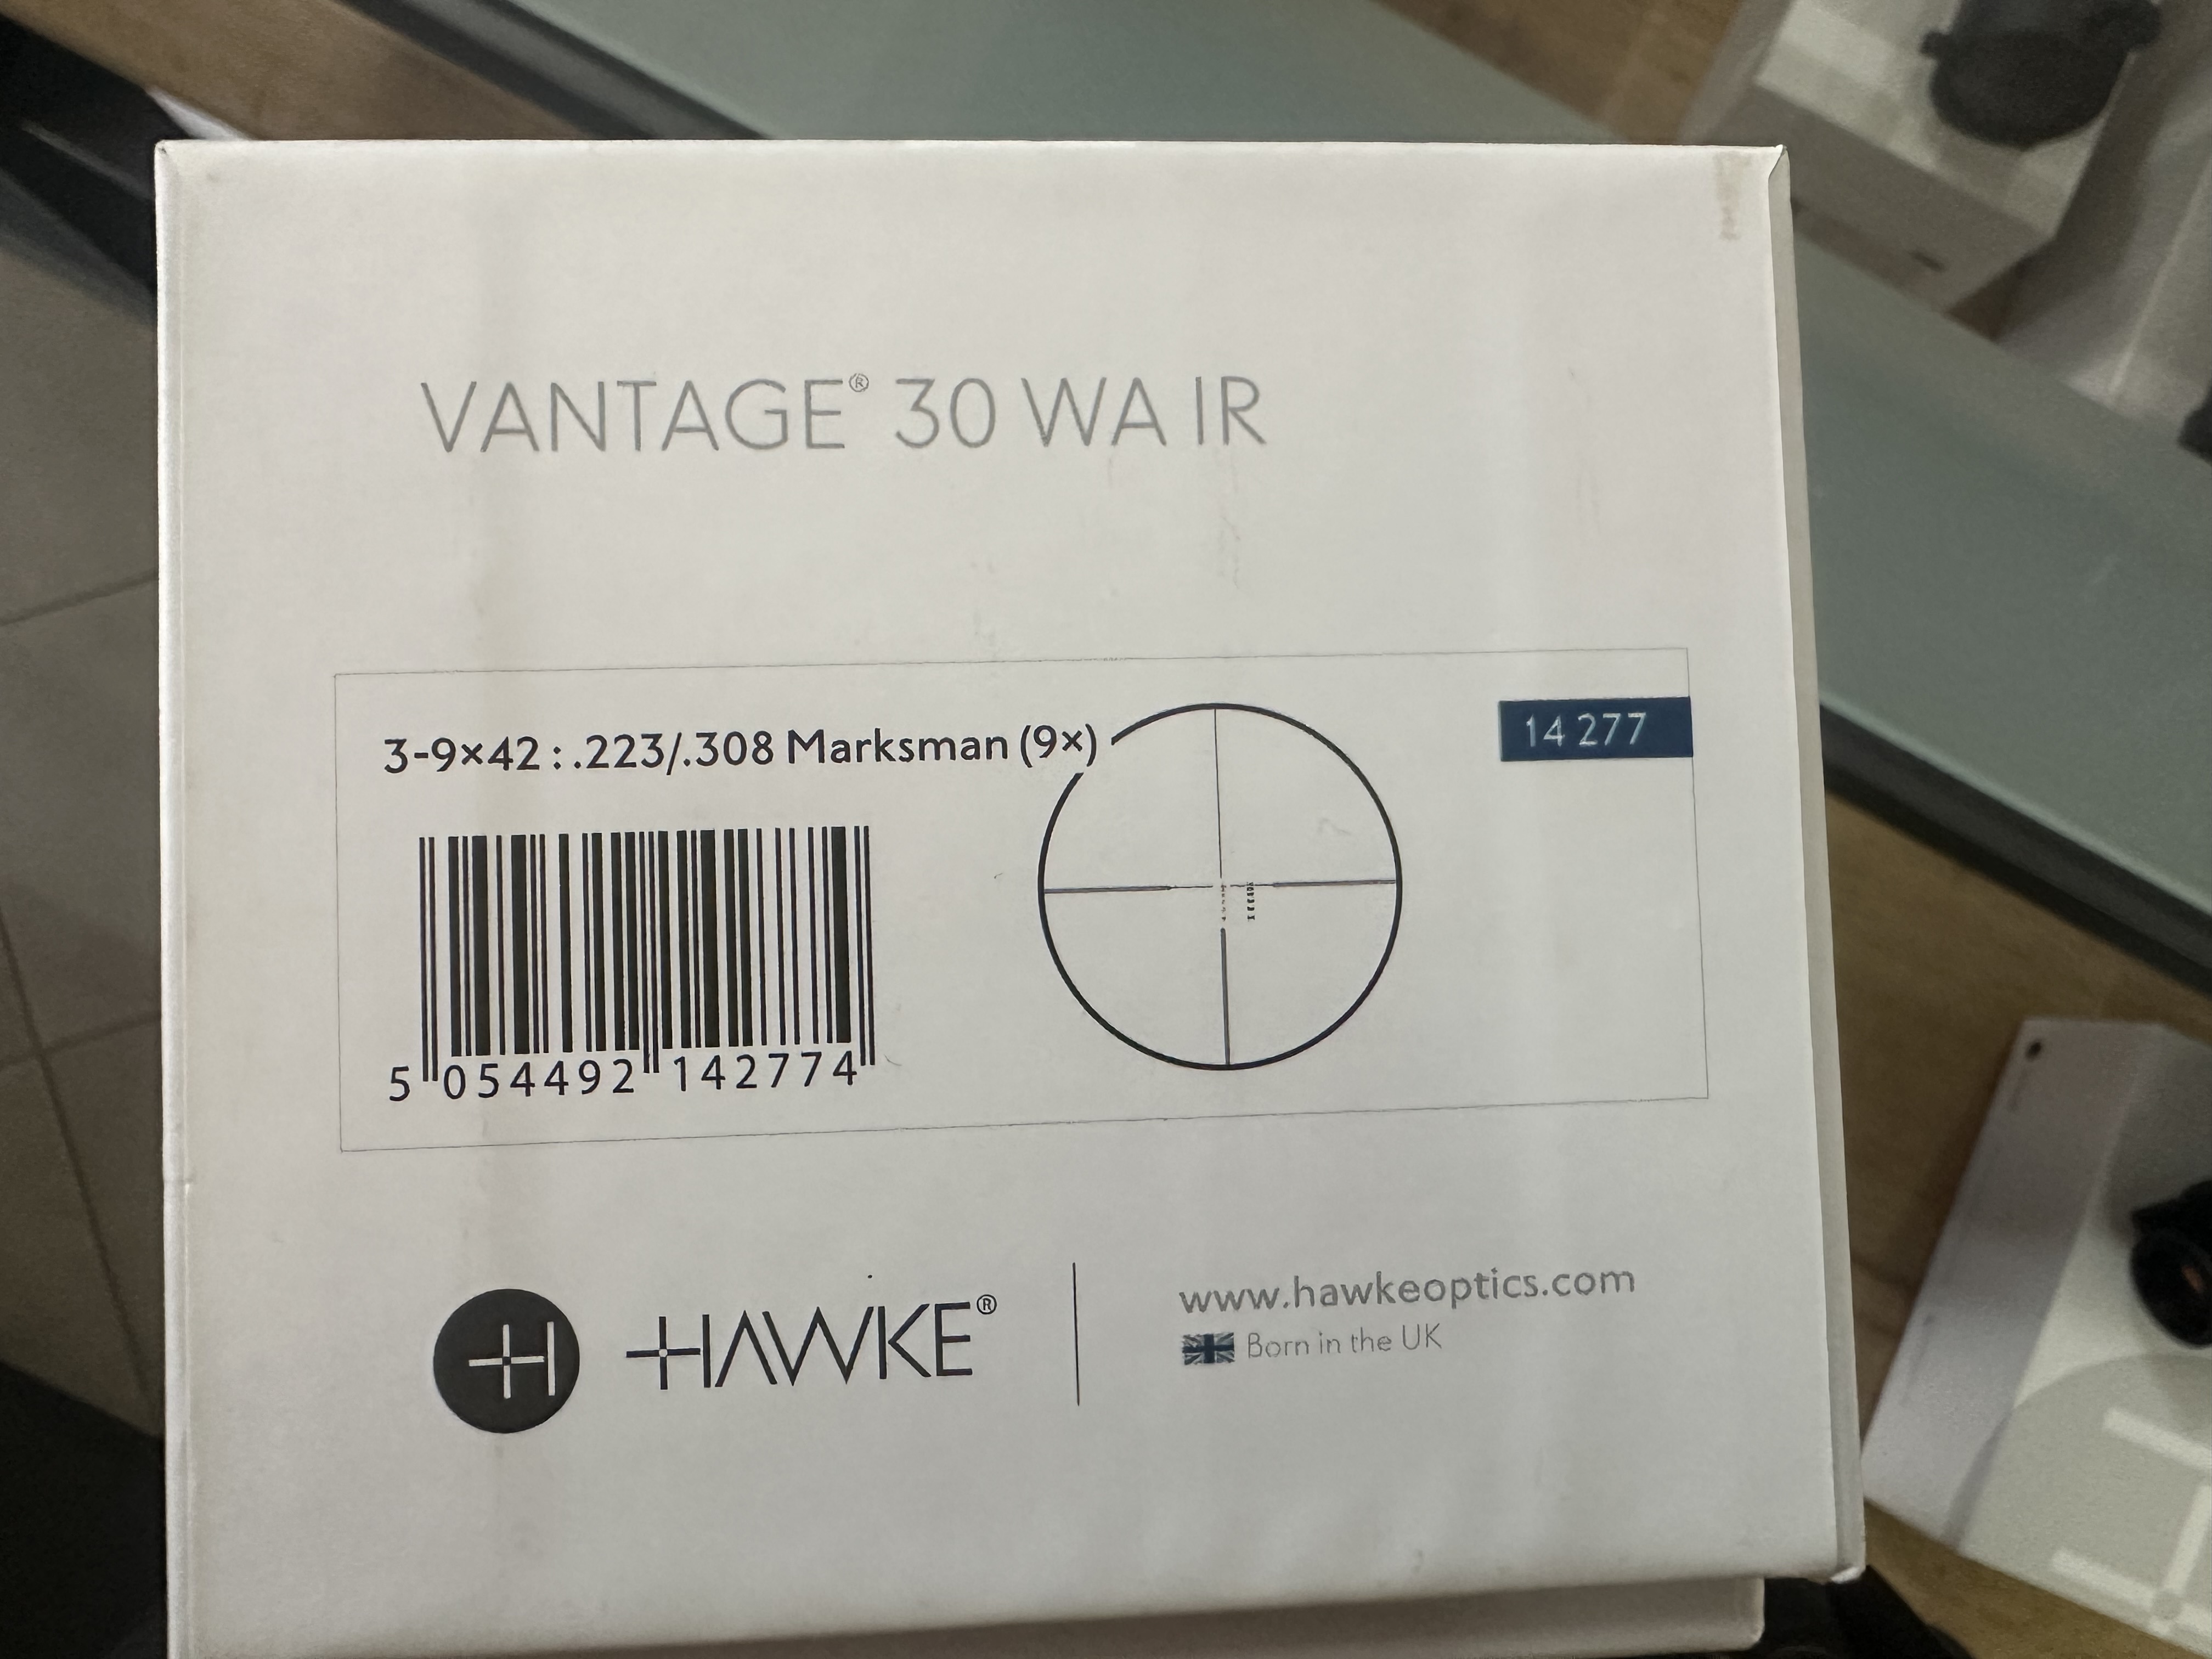 VANTAGE® 30 WA IR
3-9×42 : .223/.308 Marksman (9×)
14 277
5 054492 142774
HAWKE®
www.hawkeoptics.com
Born in the UK